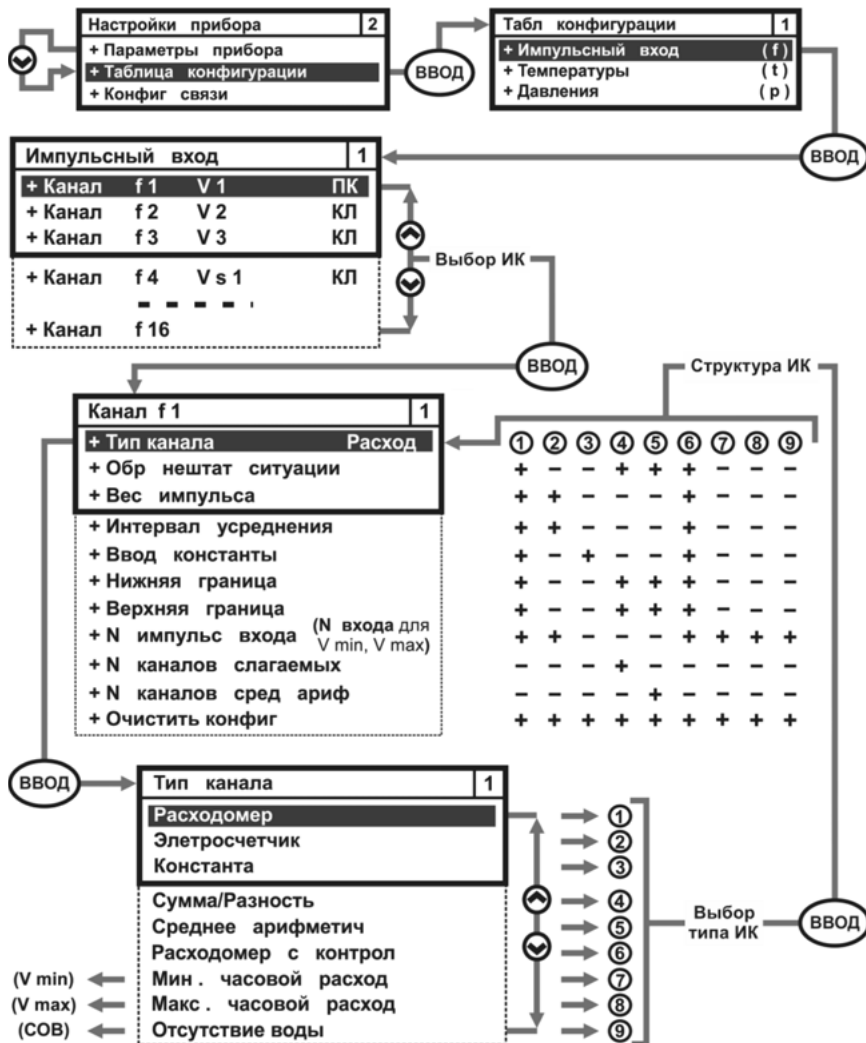 Настройки прибора 2
+ Параметры прибора
+ Таблица конфигурации
+ Конфиг связи
ВВОД
Табл конфигурации 1
+ Импульсный вход (f)
+ Температуры (t)
+ Давления (p)
ВВОД
Импульсный вход 1
+ Канал f 1 V 1 ПК
+ Канал f 2 V 2 КЛ
+ Канал f 3 V 3 КЛ
+ Канал f 4 V s 1 КЛ
+ Канал f 16
Выбор ИК
ВВОД
Структура ИК
Канал f 1 1
1 2 3 4 5 6 7 8 9
+ Тип канала Расход
+ Обр нештат ситуации + – – + + + – – –
+ Вес импульса + + – – – + – – –
+ Интервал усреднения + + – – – + – – –
+ Ввод константы + – + – – + – – –
+ Нижняя граница + – – + + + – – –
+ Верхняя граница + – – + + + – – –
+ N импульс входа (N входа для V min, V max) + + – – – + + + +
+ N каналов слагаемых – – – + – – – – –
+ N каналов сред ариф – – – – + – – – –
+ Очистить конфиг + + + + + + + + +
ВВОД
Тип канала 1
Расходомер 1
Элетросчетчик 2
Константа 3
Сумма/Разность 4
Среднее арифметич 5
Расходомер с контрол 6
(V min) Мин . часовой расход 7
(V max) Макс . часовой расход 8
(СОВ) Отсутствие воды 9
Выбор
типа ИК
ВВОД